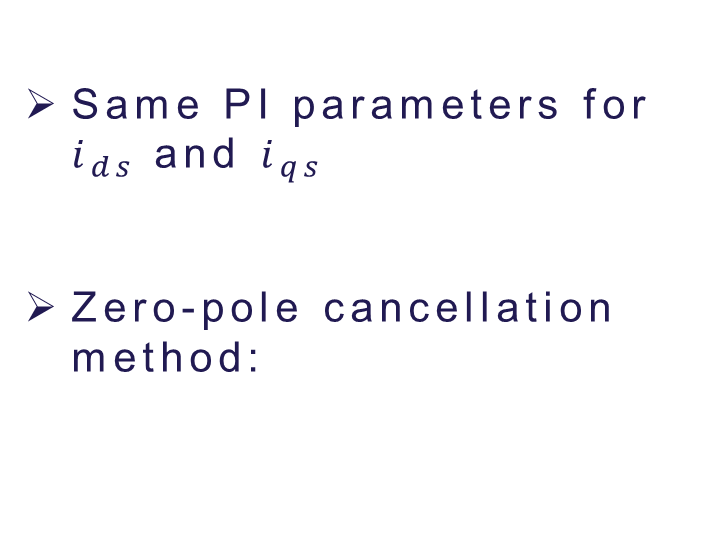 ➢ Same PI parameters for
i_ds and i_qs
➢ Zero-pole cancellation
method: